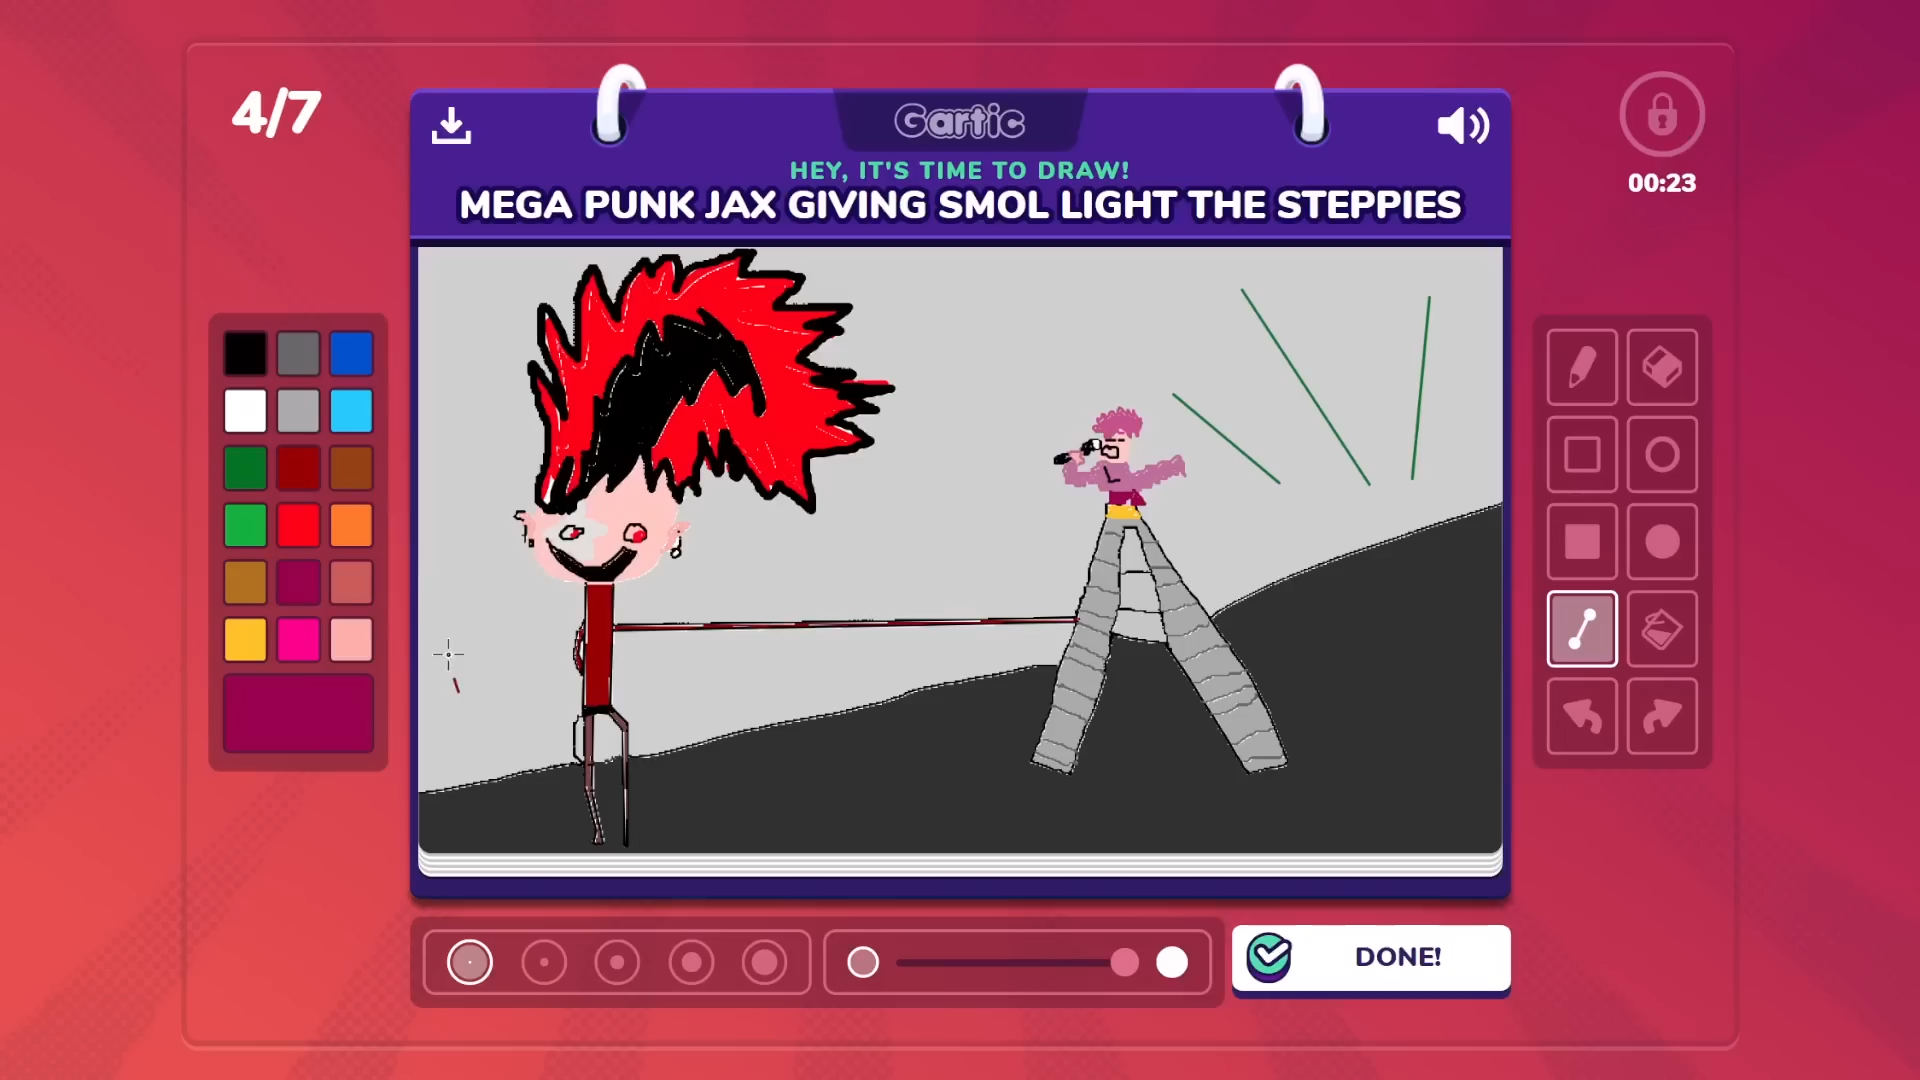 4/7
Gartic
HEY, IT'S TIME TO DRAW!
MEGA PUNK JAX GIVING SMOL LIGHT THE STEPPIES
00:23
DONE!